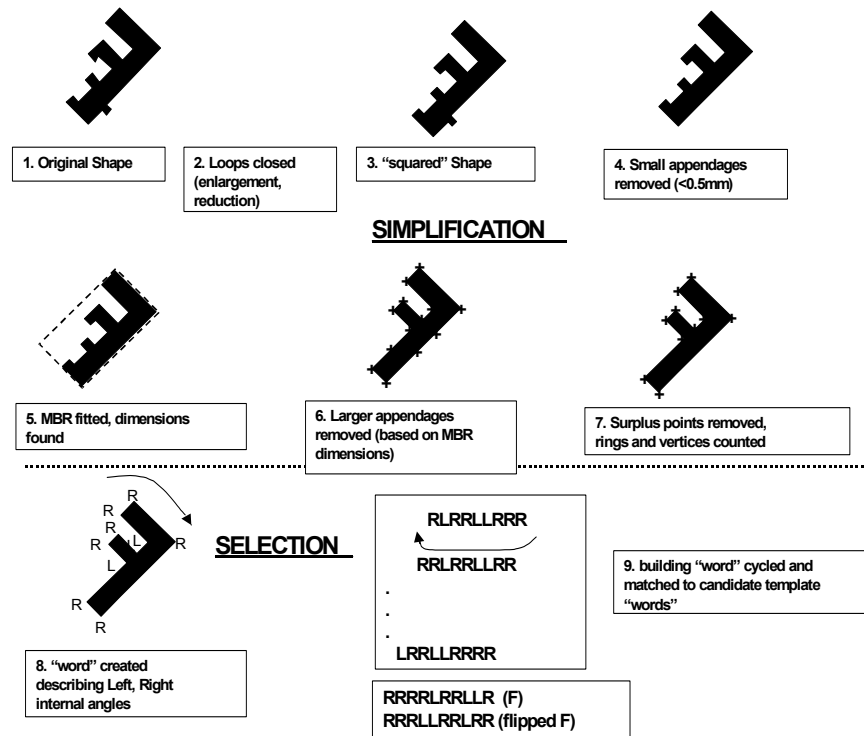 1. Original Shape
2. Loops closed
(enlargement,
reduction)
3. “squared” Shape
4. Small appendages
removed (<0.5mm)
SIMPLIFICATION
5. MBR fitted, dimensions
found
6. Larger appendages
removed (based on MBR
dimensions)
7. Surplus points removed,
rings and vertices counted
R
R
R
R
L
R
L
R
R
SELECTION
RLRRLLRRR
RRLRRLLRR
.
.
.
LRRLLRRRR
9. building “word” cycled and
matched to candidate template
“words”
8. “word” created
describing Left, Right
internal angles
RRRRLRRLLR (F)
RRRLLRRLRR (flipped F)